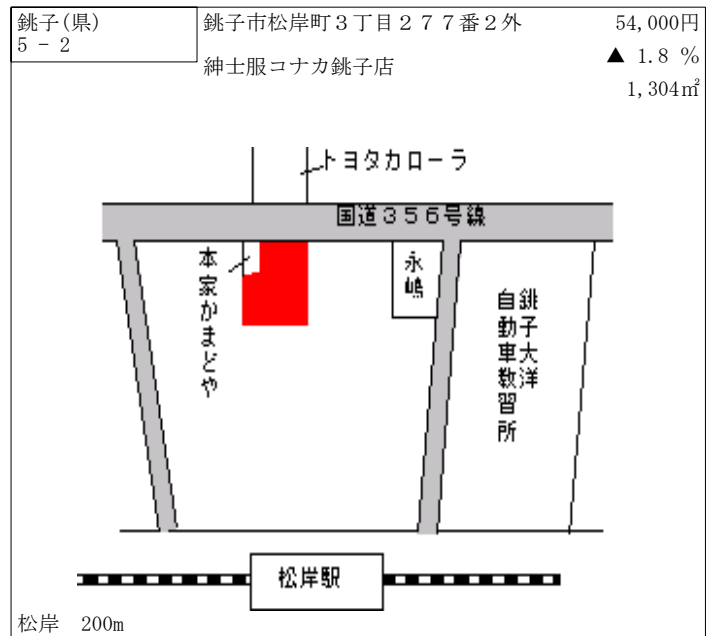 銚子(県)
5 - 2
銚子市松岸町３丁目２７７番２外
紳士服コナカ銚子店
54,000円
▲ 1.8 %
1,304㎡
トヨタカローラ
国道３５６号線
本家かまどや
永嶋
銚子大洋
自動車教習所
松岸駅
松岸 200m